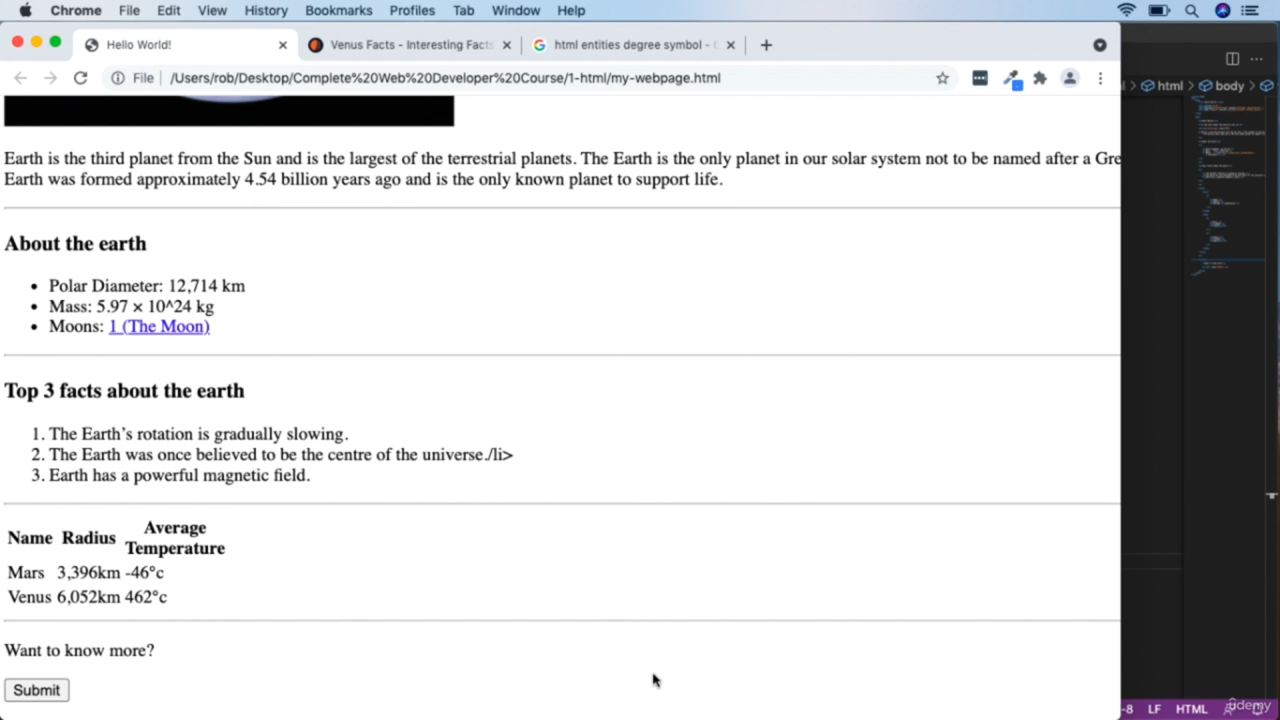 Chrome File Edit View History Bookmarks Profiles Tab Window Help
Hello World!
Venus Facts - Interesting Facts
html entities degree symbol -
File /Users/rob/Desktop/Complete%20Web%20Developer%20Course/1-html/my-webpage.html
html > body >
Earth is the third planet from the Sun and is the largest of the terrestrial planets. The Earth is the only planet in our solar system not to be named after a Gre
Earth was formed approximately 4.54 billion years ago and is the only known planet to support life.
About the earth
• Polar Diameter: 12,714 km
• Mass: 5.97 × 10^24 kg
• Moons: 1 (The Moon)
Top 3 facts about the earth
1. The Earth’s rotation is gradually slowing.
2. The Earth was once believed to be the centre of the universe./li>
3. Earth has a powerful magnetic field.
Name Radius Average Temperature
Mars 3,396km -46°c
Venus 6,052km 462°c
Want to know more?
Submit
-8 LF HTML
ûdemy